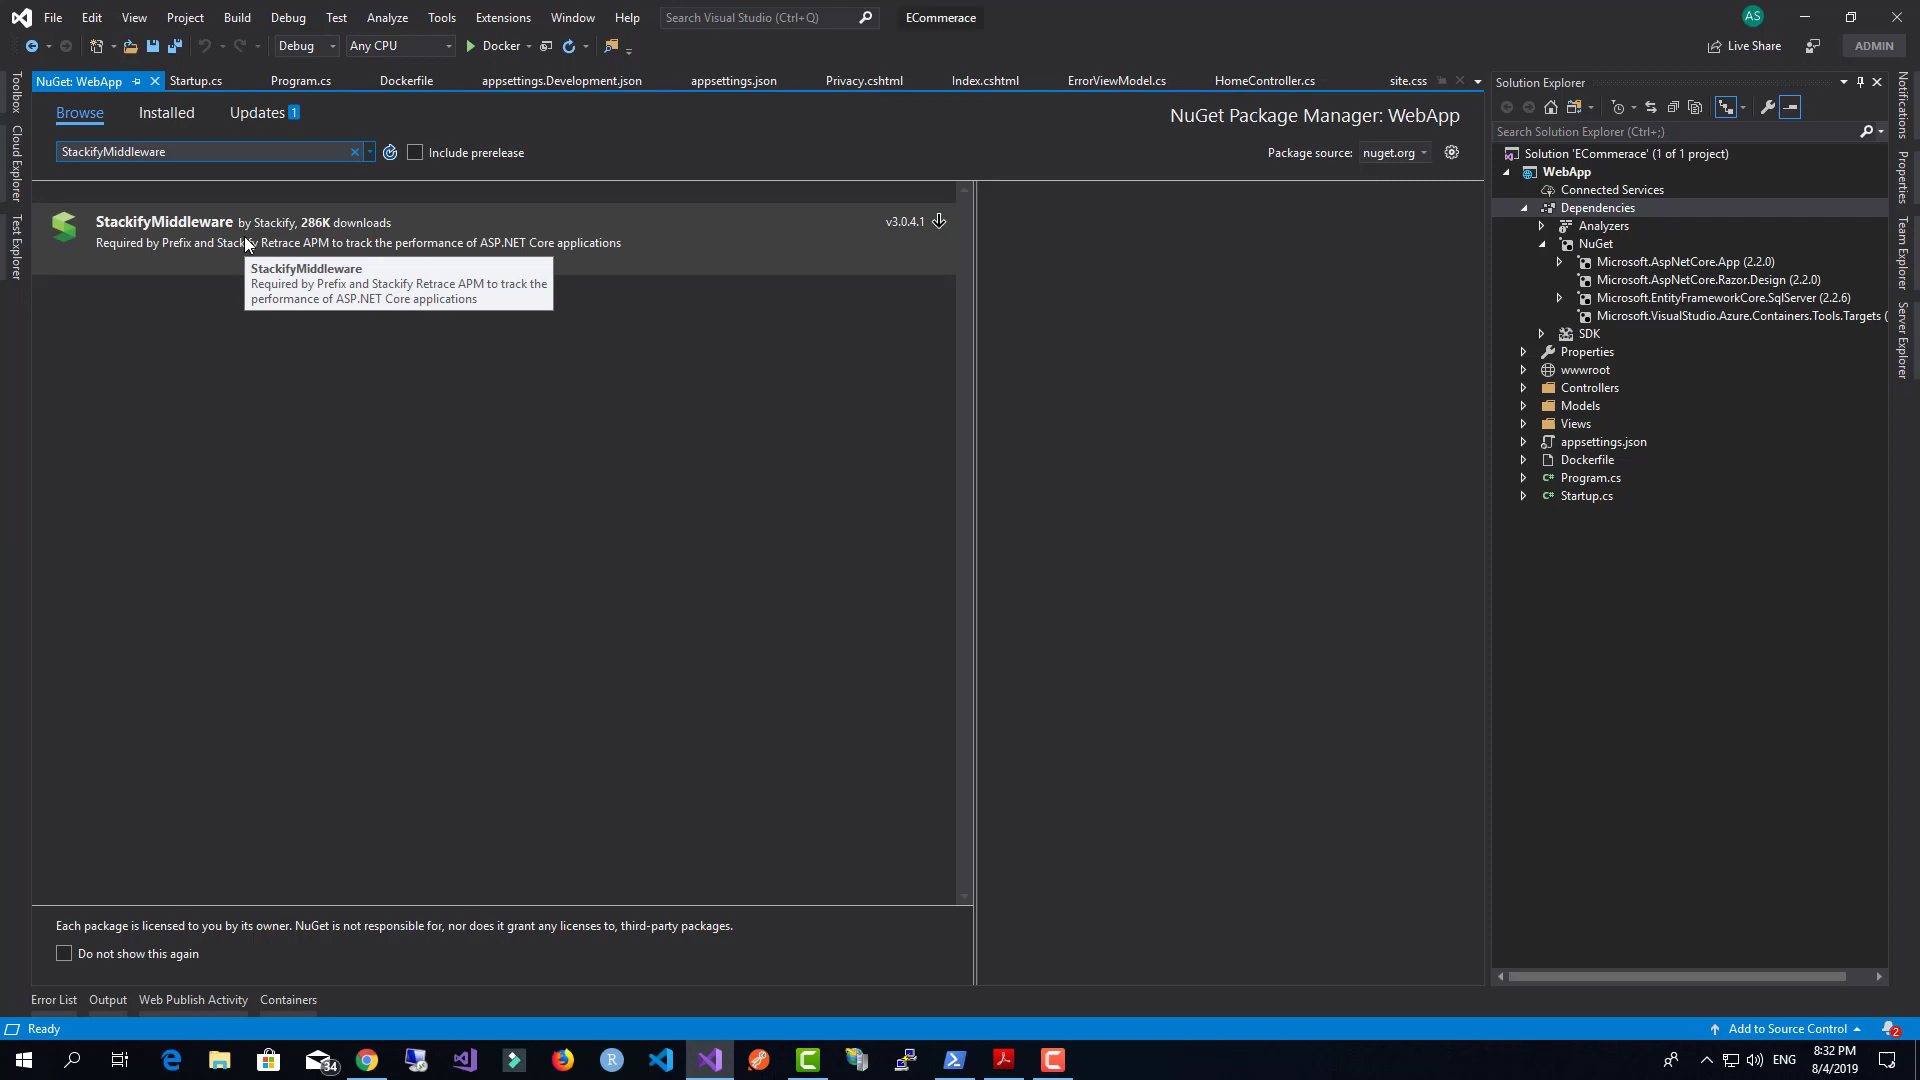 File Edit View Project Build Debug Test Analyze Tools Extensions Window Help Search Visual Studio (Ctrl+Q) ECommerace AS
Debug Any CPU Docker Live Share ADMIN
NuGet: WebApp Startup.cs Program.cs Dockerfile appsettings.Development.json appsettings.json Privacy.cshtml Index.cshtml ErrorViewModel.cs HomeController.cs site.css
Toolbox
Cloud Explorer
Test Explorer
Browse Installed Updates 1
NuGet Package Manager: WebApp
StackifyMiddleware Include prerelease
Package source: nuget.org
StackifyMiddleware by Stackify, 286K downloads v3.0.4.1
Required by Prefix and Stackify Retrace APM to track the performance of ASP.NET Core applications
StackifyMiddleware
Required by Prefix and Stackify Retrace APM to track the
performance of ASP.NET Core applications
Each package is licensed to you by its owner. NuGet is not responsible for, nor does it grant any licenses to, third-party packages.
Do not show this again
Solution Explorer
Search Solution Explorer (Ctrl+;)
Solution 'ECommerace' (1 of 1 project)
WebApp
Connected Services
Dependencies
Analyzers
NuGet
Microsoft.AspNetCore.App (2.2.0)
Microsoft.AspNetCore.Razor.Design (2.2.0)
Microsoft.EntityFrameworkCore.SqlServer (2.2.6)
Microsoft.VisualStudio.Azure.Containers.Tools.Targets (
SDK
Properties
wwwroot
Controllers
Models
Views
appsettings.json
Dockerfile
C# Program.cs
C# Startup.cs
Notifications
Properties
Team Explorer
Server Explorer
Error List Output Web Publish Activity Containers
Ready Add to Source Control 2
34 R ENG 8:32 PM
8/4/2019